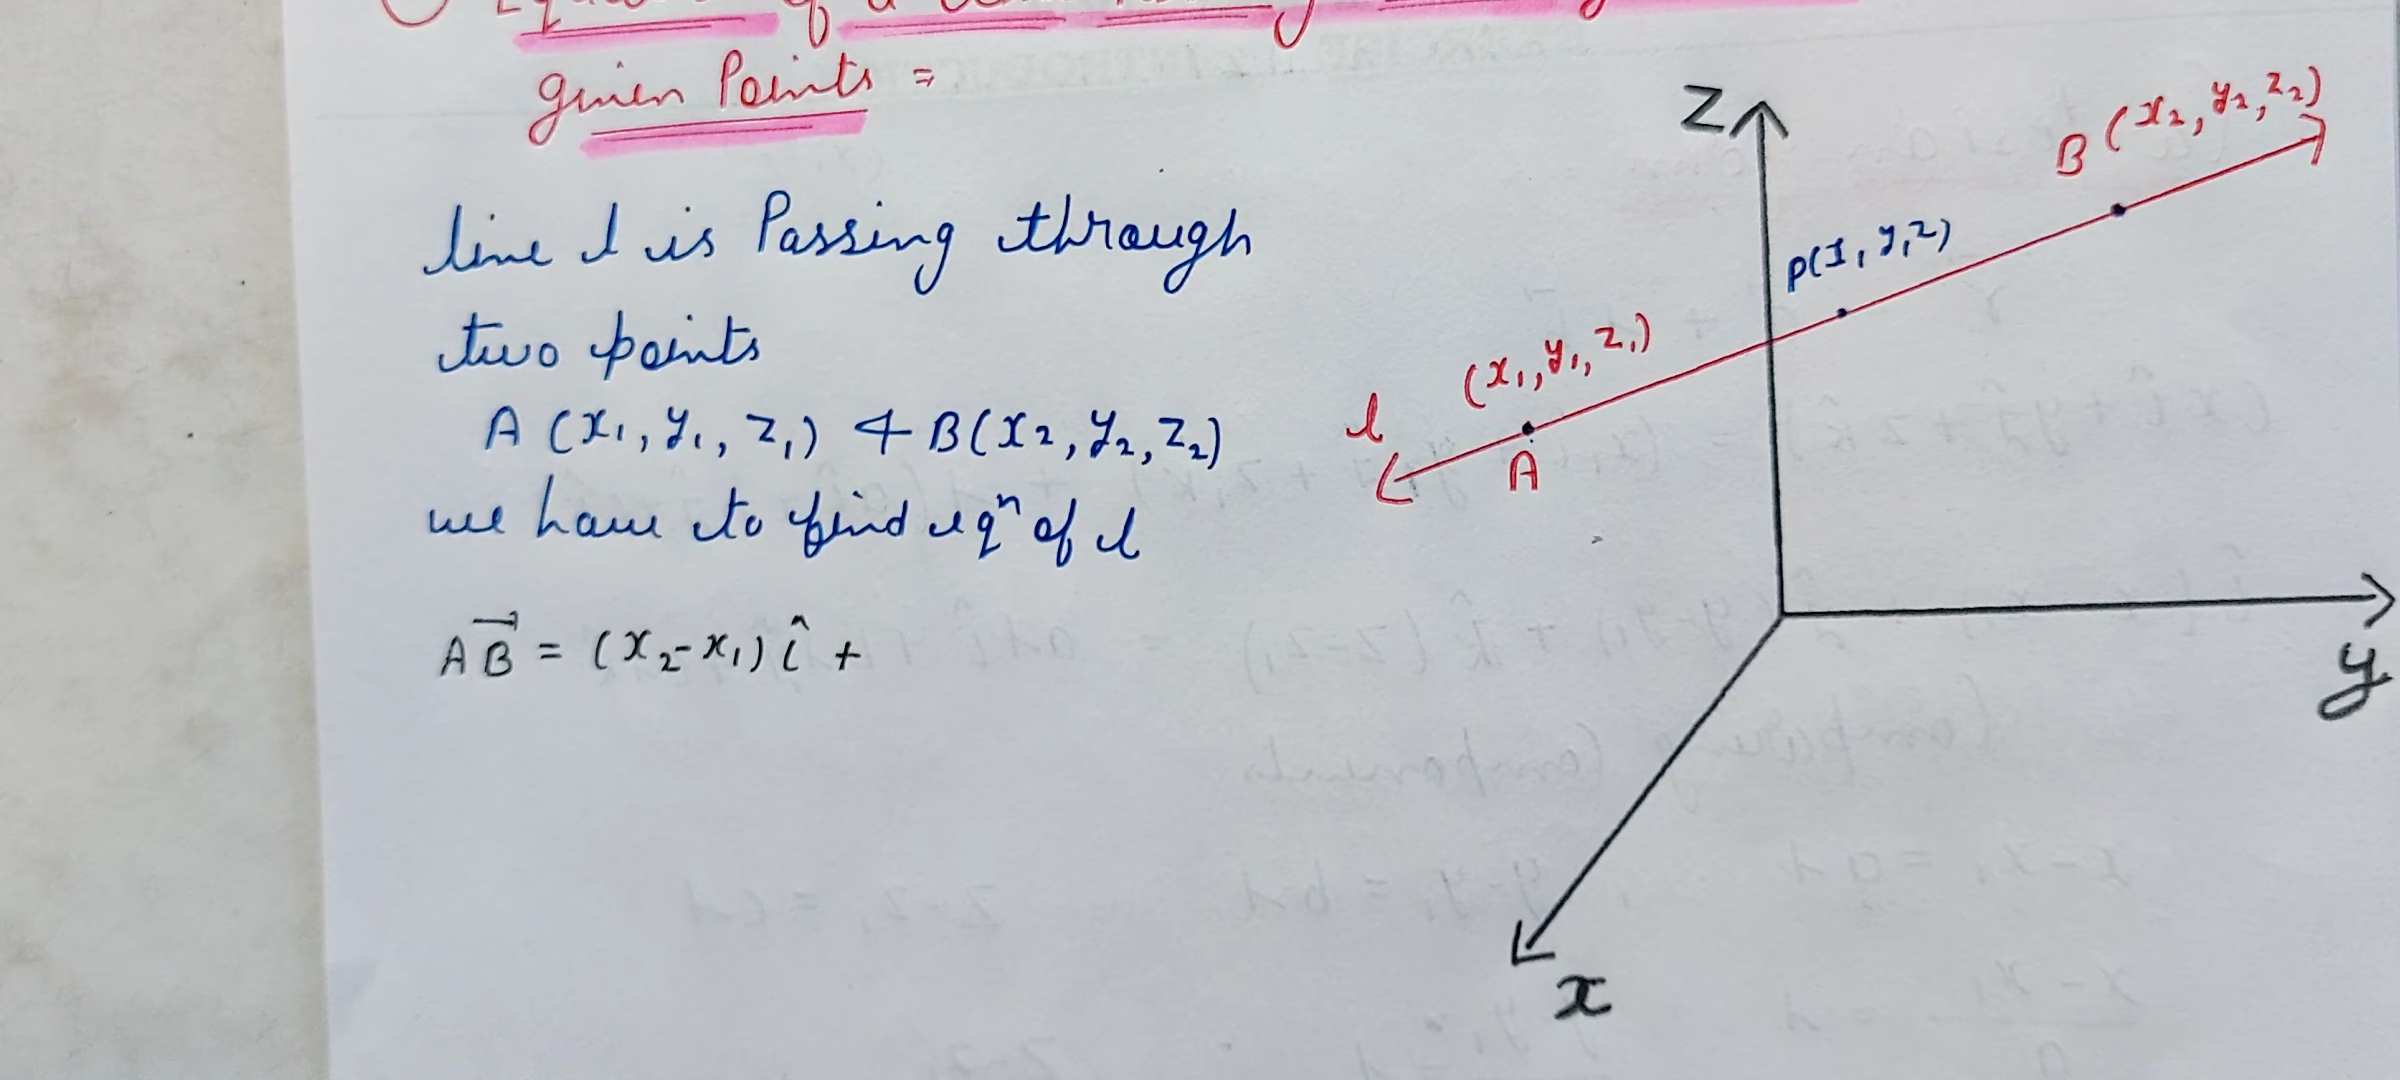 given Points =
line l is Passing through
two points
A (x₁, y₁, z₁) & B(x₂, y₂, z₂)
we have to find eqⁿ of l
AB⃗ = (x₂-x₁) î +
Z
B (x₂, y₂, z₂)
P(x, y, z)
(x₁, y₁, z₁)
l
A
y
x